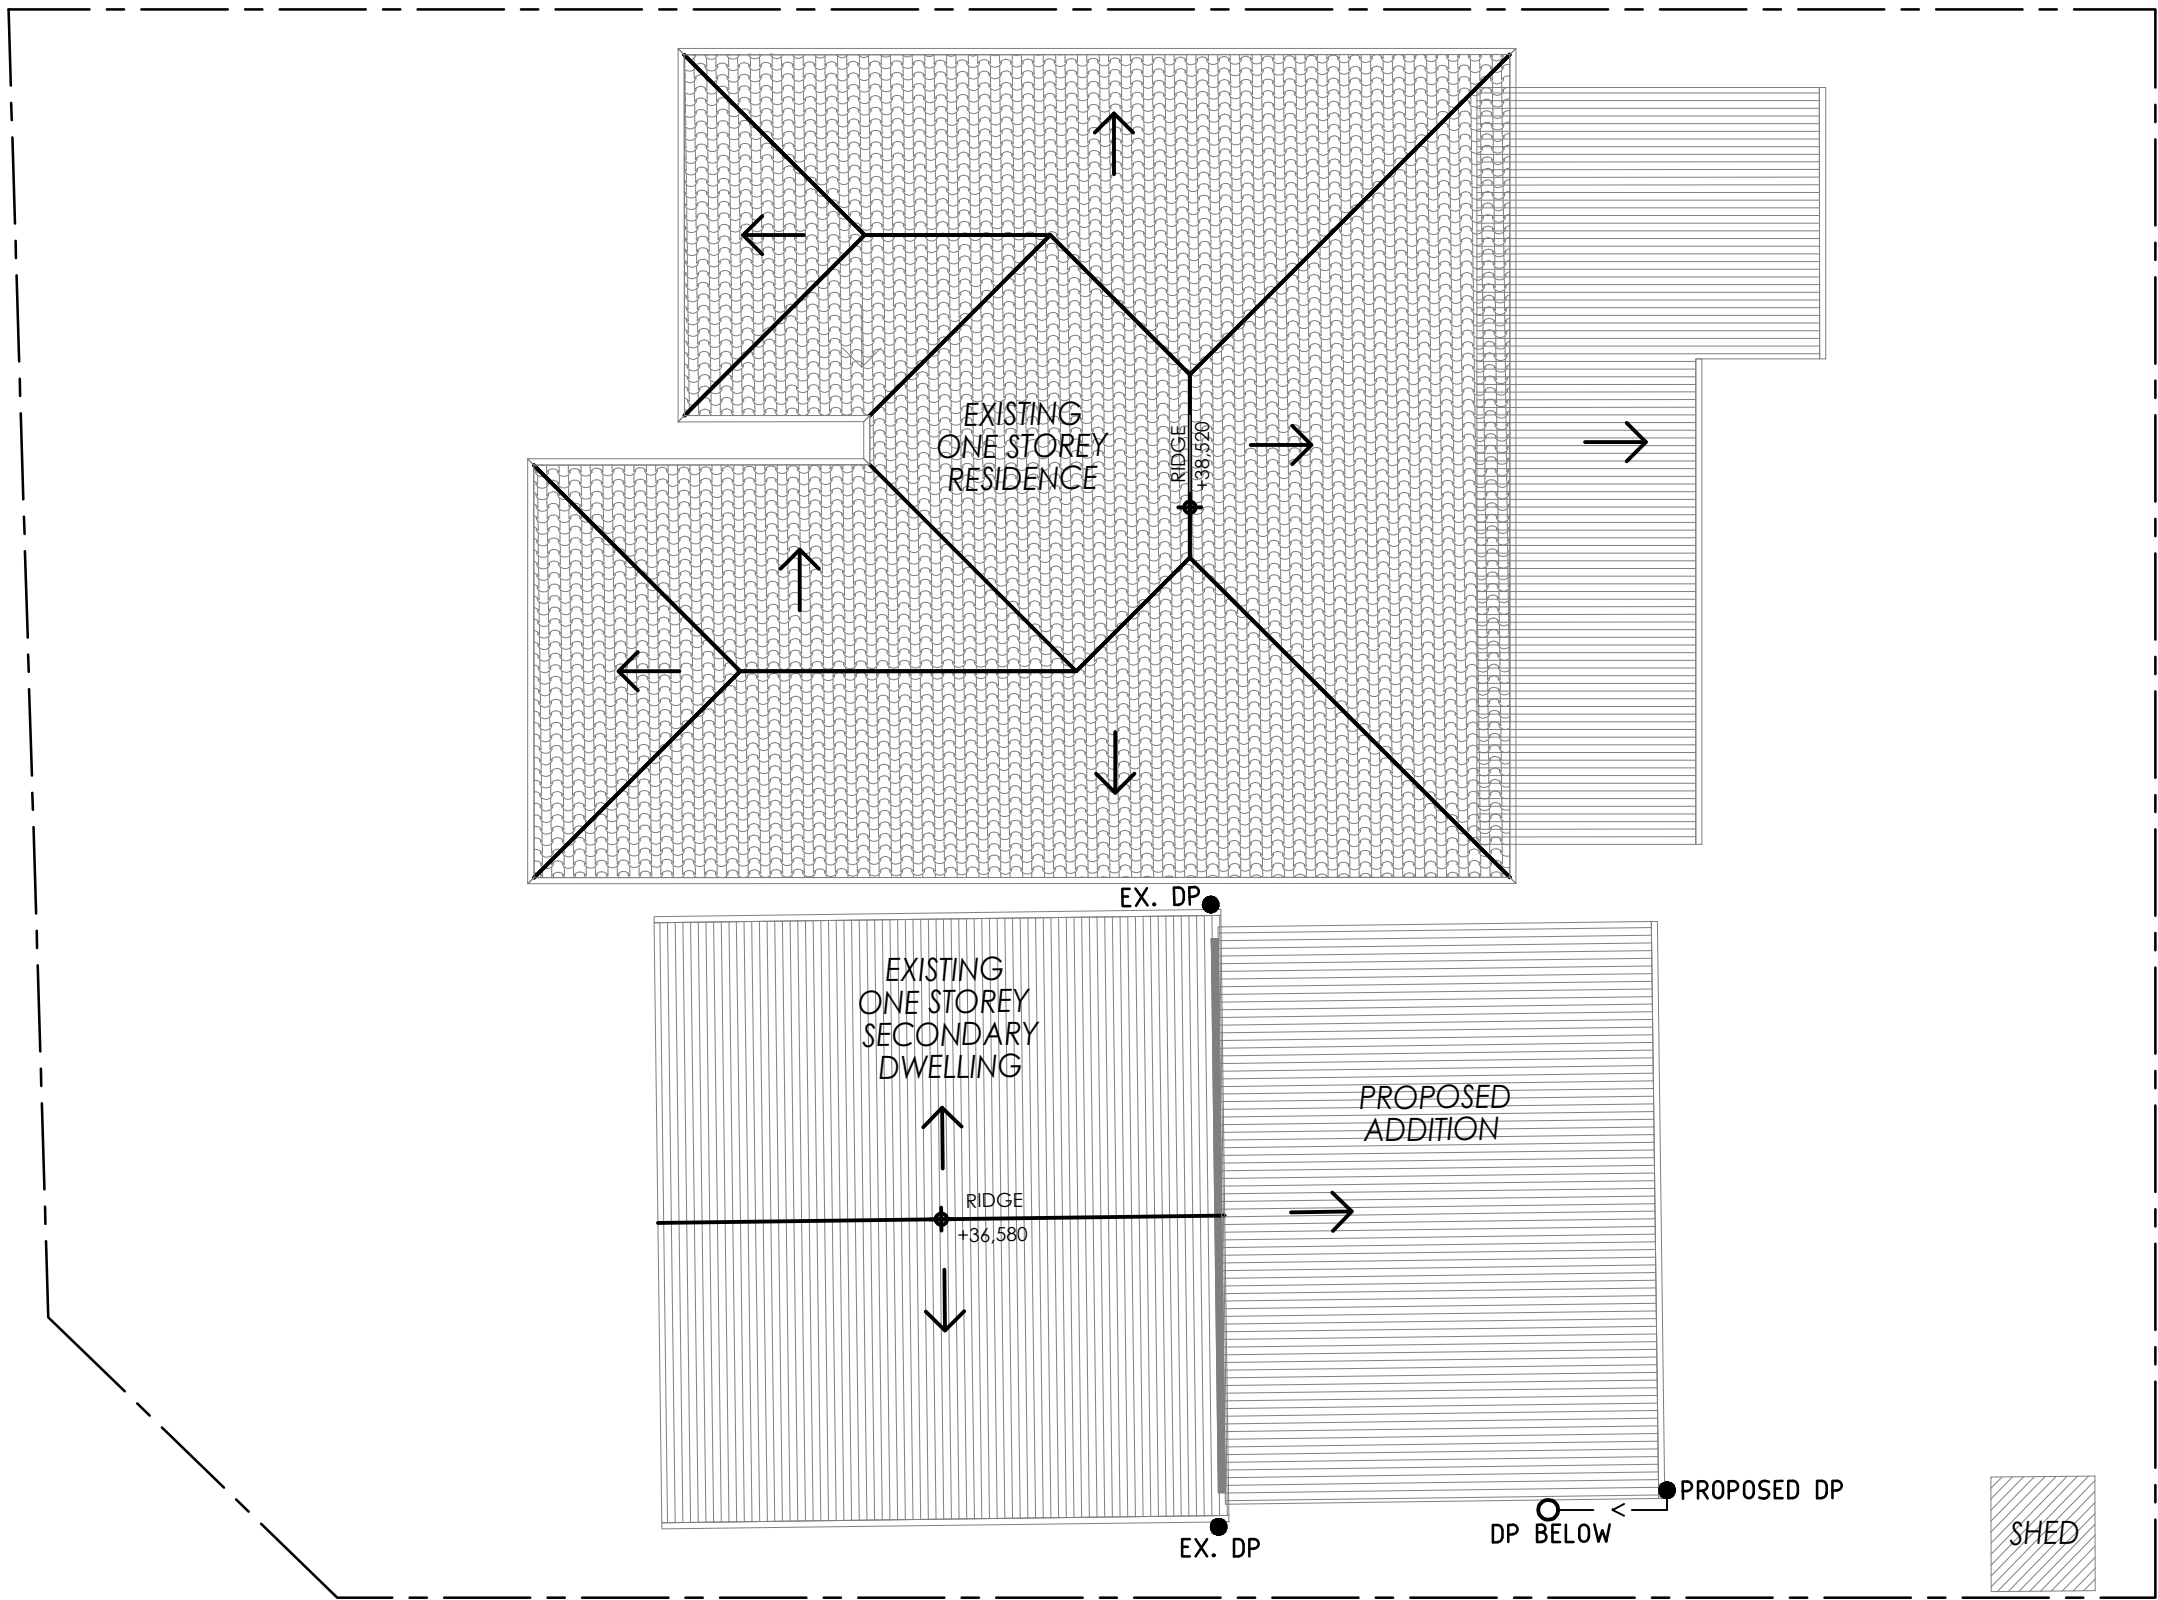 EXISTING
ONE STOREY
RESIDENCE
RIDGE
+38,520
EX. DP
EXISTING
ONE STOREY
SECONDARY
DWELLING
PROPOSED
ADDITION
RIDGE
+36,580
PROPOSED DP
DP BELOW
SHED
EX. DP